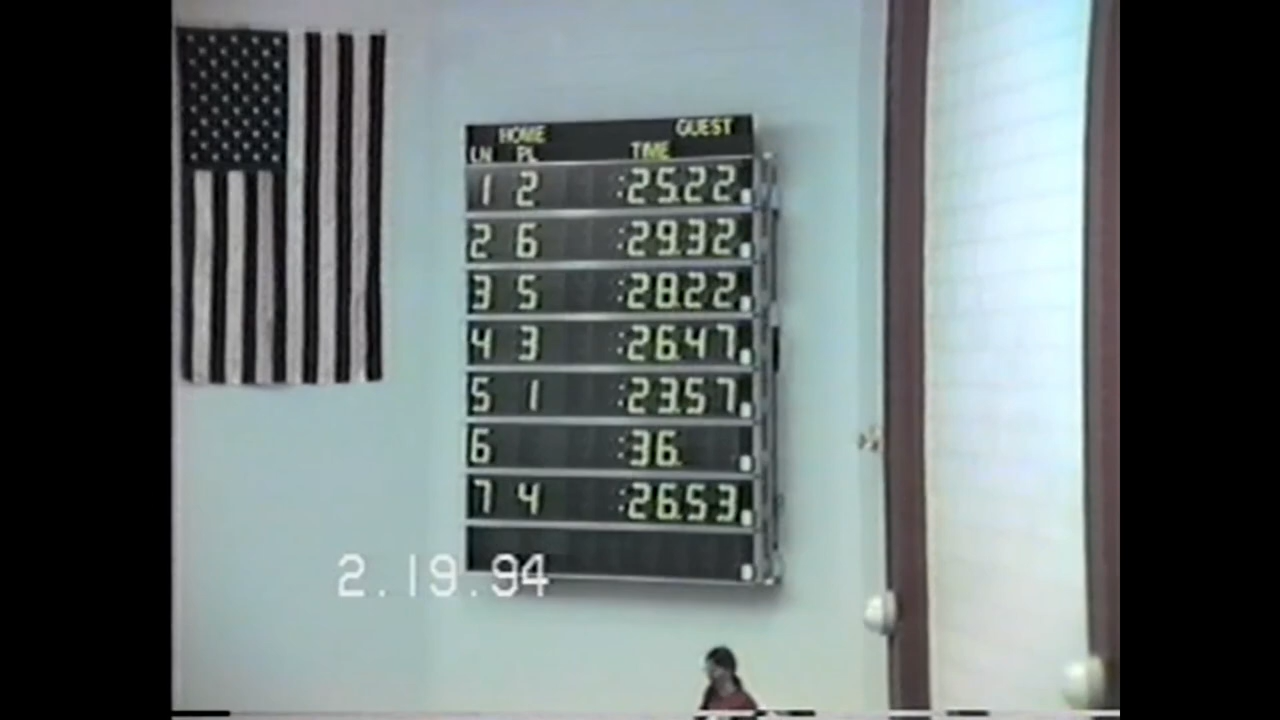 HOME GUEST
LN PL TIME
1 2 :25.22
2 6 :29.32
3 5 :28.22
4 3 :26.47
5 1 :23.57
6 :36.
7 4 :26.53
2.19.94